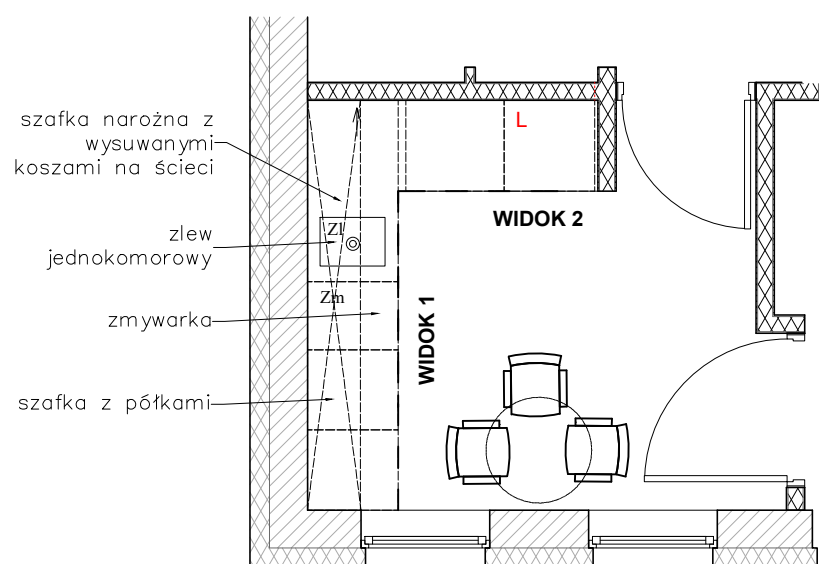 szafka narożna z
wysuwanymi
koszami na ścieci
L
WIDOK 2
Zl
zlew
jednokomorowy
Zm
zmywarka
WIDOK 1
szafka z półkami